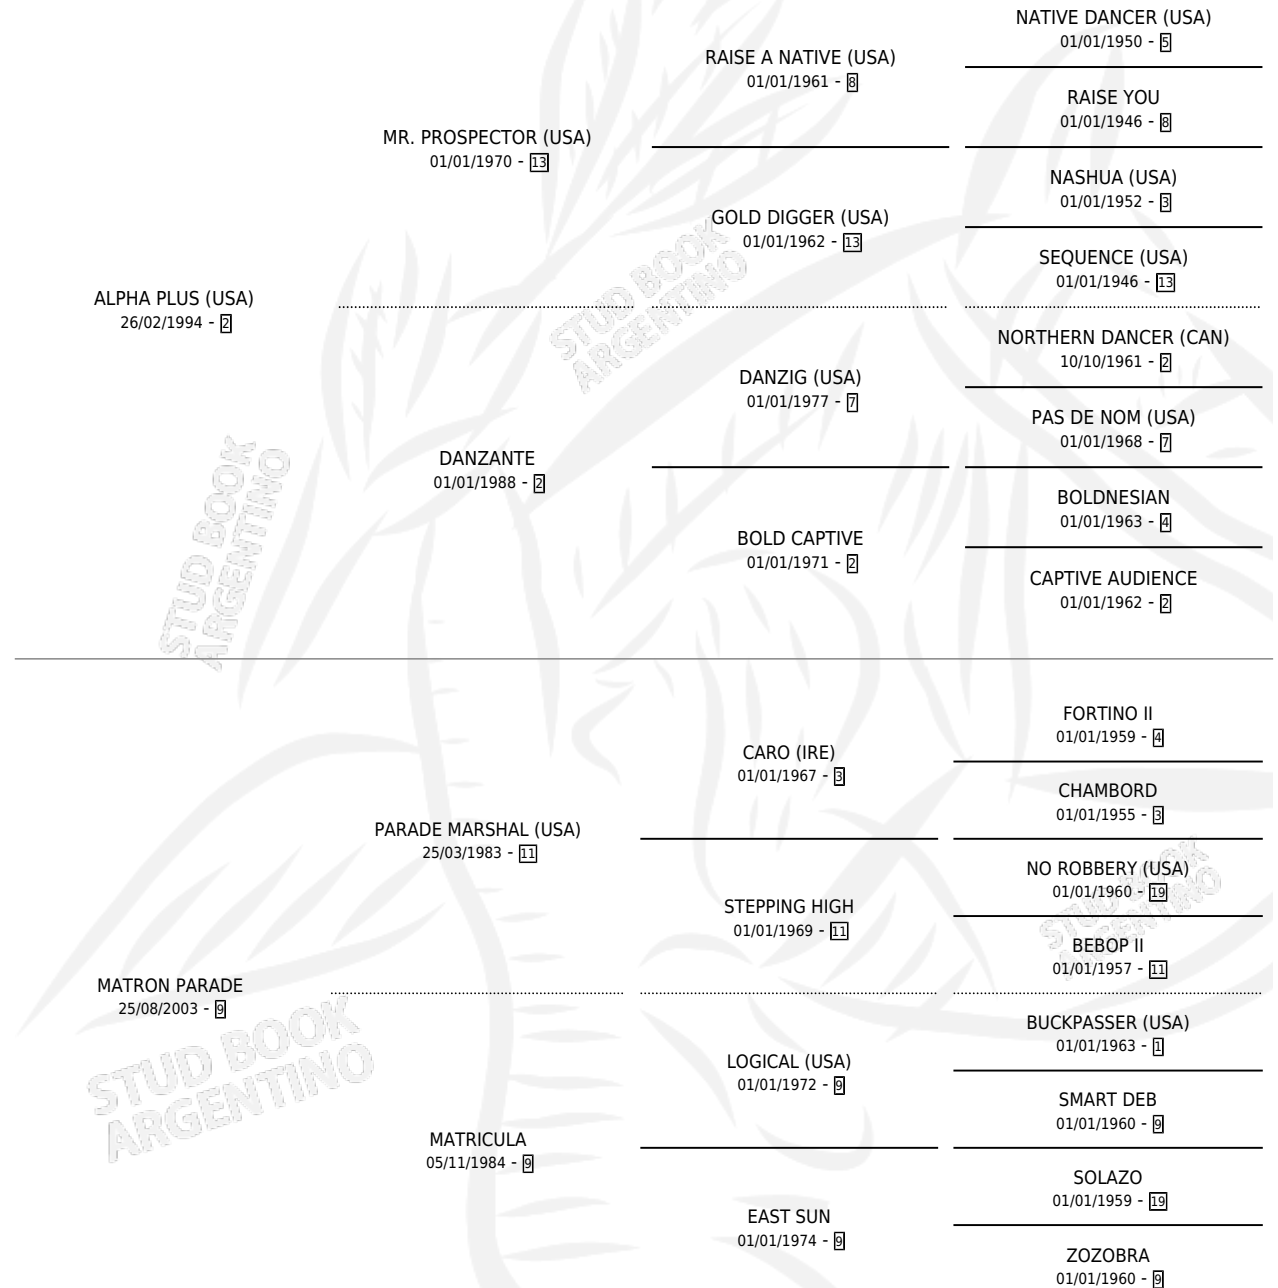 NATIVE DANCER (USA)
01/01/1950 - 5
RAISE A NATIVE (USA)
01/01/1961 - 8
RAISE YOU
01/01/1946 - 8
MR. PROSPECTOR (USA)
01/01/1970 - 13
NASHUA (USA)
01/01/1952 - 3
GOLD DIGGER (USA)
01/01/1962 - 13
SEQUENCE (USA)
01/01/1946 - 13
ALPHA PLUS (USA)
26/02/1994 - 2
NORTHERN DANCER (CAN)
10/10/1961 - 2
DANZIG (USA)
01/01/1977 - 7
PAS DE NOM (USA)
01/01/1968 - 7
DANZANTE
01/01/1988 - 2
BOLDNESIAN
01/01/1963 - 4
BOLD CAPTIVE
01/01/1971 - 2
CAPTIVE AUDIENCE
01/01/1962 - 2
FORTINO II
01/01/1959 - 4
CARO (IRE)
01/01/1967 - 3
CHAMBORD
01/01/1955 - 3
PARADE MARSHAL (USA)
25/03/1983 - 11
NO ROBBERY (USA)
01/01/1960 - 19
STEPPING HIGH
01/01/1969 - 11
BEBOP II
01/01/1957 - 11
MATRON PARADE
25/08/2003 - 9
BUCKPASSER (USA)
01/01/1963 - 1
LOGICAL (USA)
01/01/1972 - 9
SMART DEB
01/01/1960 - 9
MATRICULA
05/11/1984 - 9
SOLAZO
01/01/1959 - 19
EAST SUN
01/01/1974 - 9
ZOZOBRA
01/01/1960 - 9
STUD BOOK
ARGENTINO
STUD BOOK
ARGENTINO
STUD BOOK
ARGENTINO
STUD BOOK
ARGENTINO